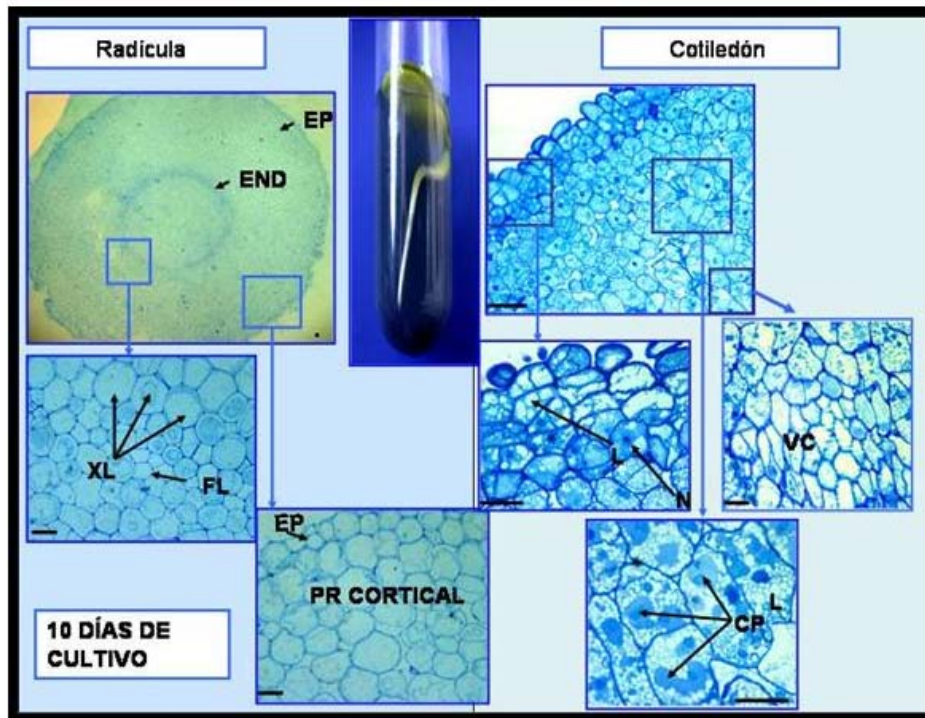 Radícula
Cotiledón
EP
END
XL
FL
EP
PR CORTICAL
10 DÍAS DE
CULTIVO
L
N
VC
CP
L